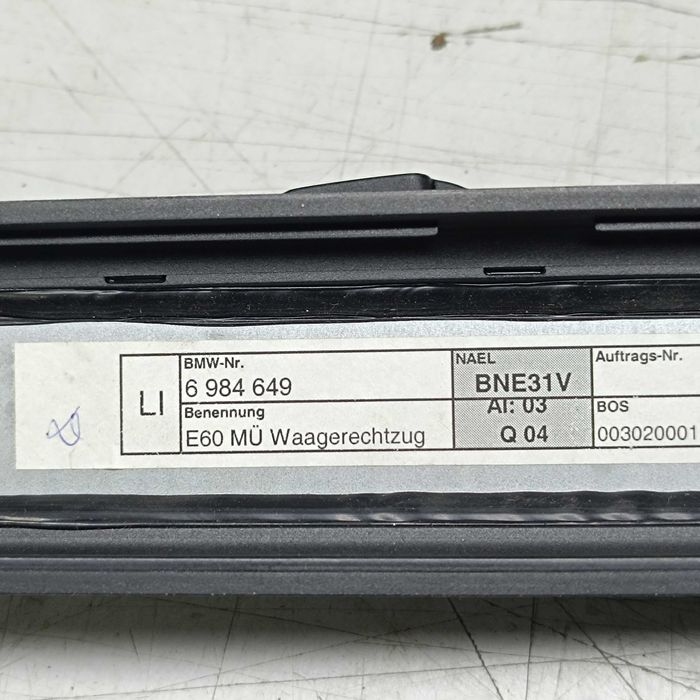 LI
BMW-Nr.
6 984 649
Benennung
E60 MÜ Waagerechtzug
NAEL
BNE31V
AI: 03
Q 04
Auftrags-Nr.
BOS
003020001